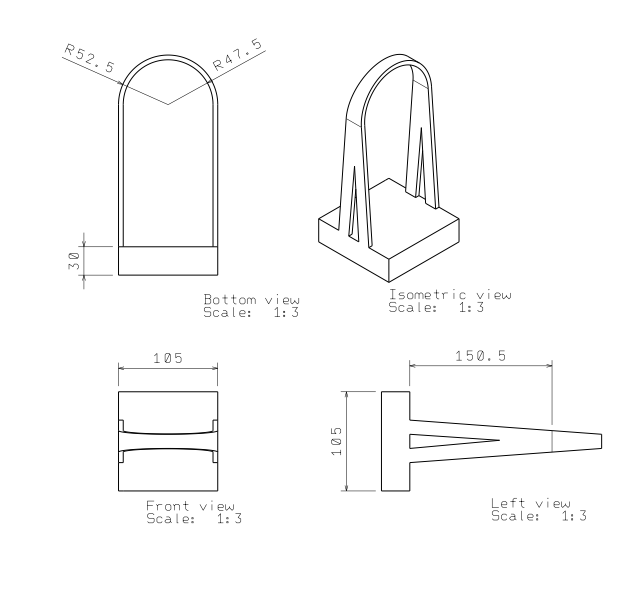 R52.5
R47.5
30
Bottom view
Scale: 1:3
Isometric view
Scale: 1:3
105
150.5
105
Front view
Scale: 1:3
Left view
Scale: 1:3